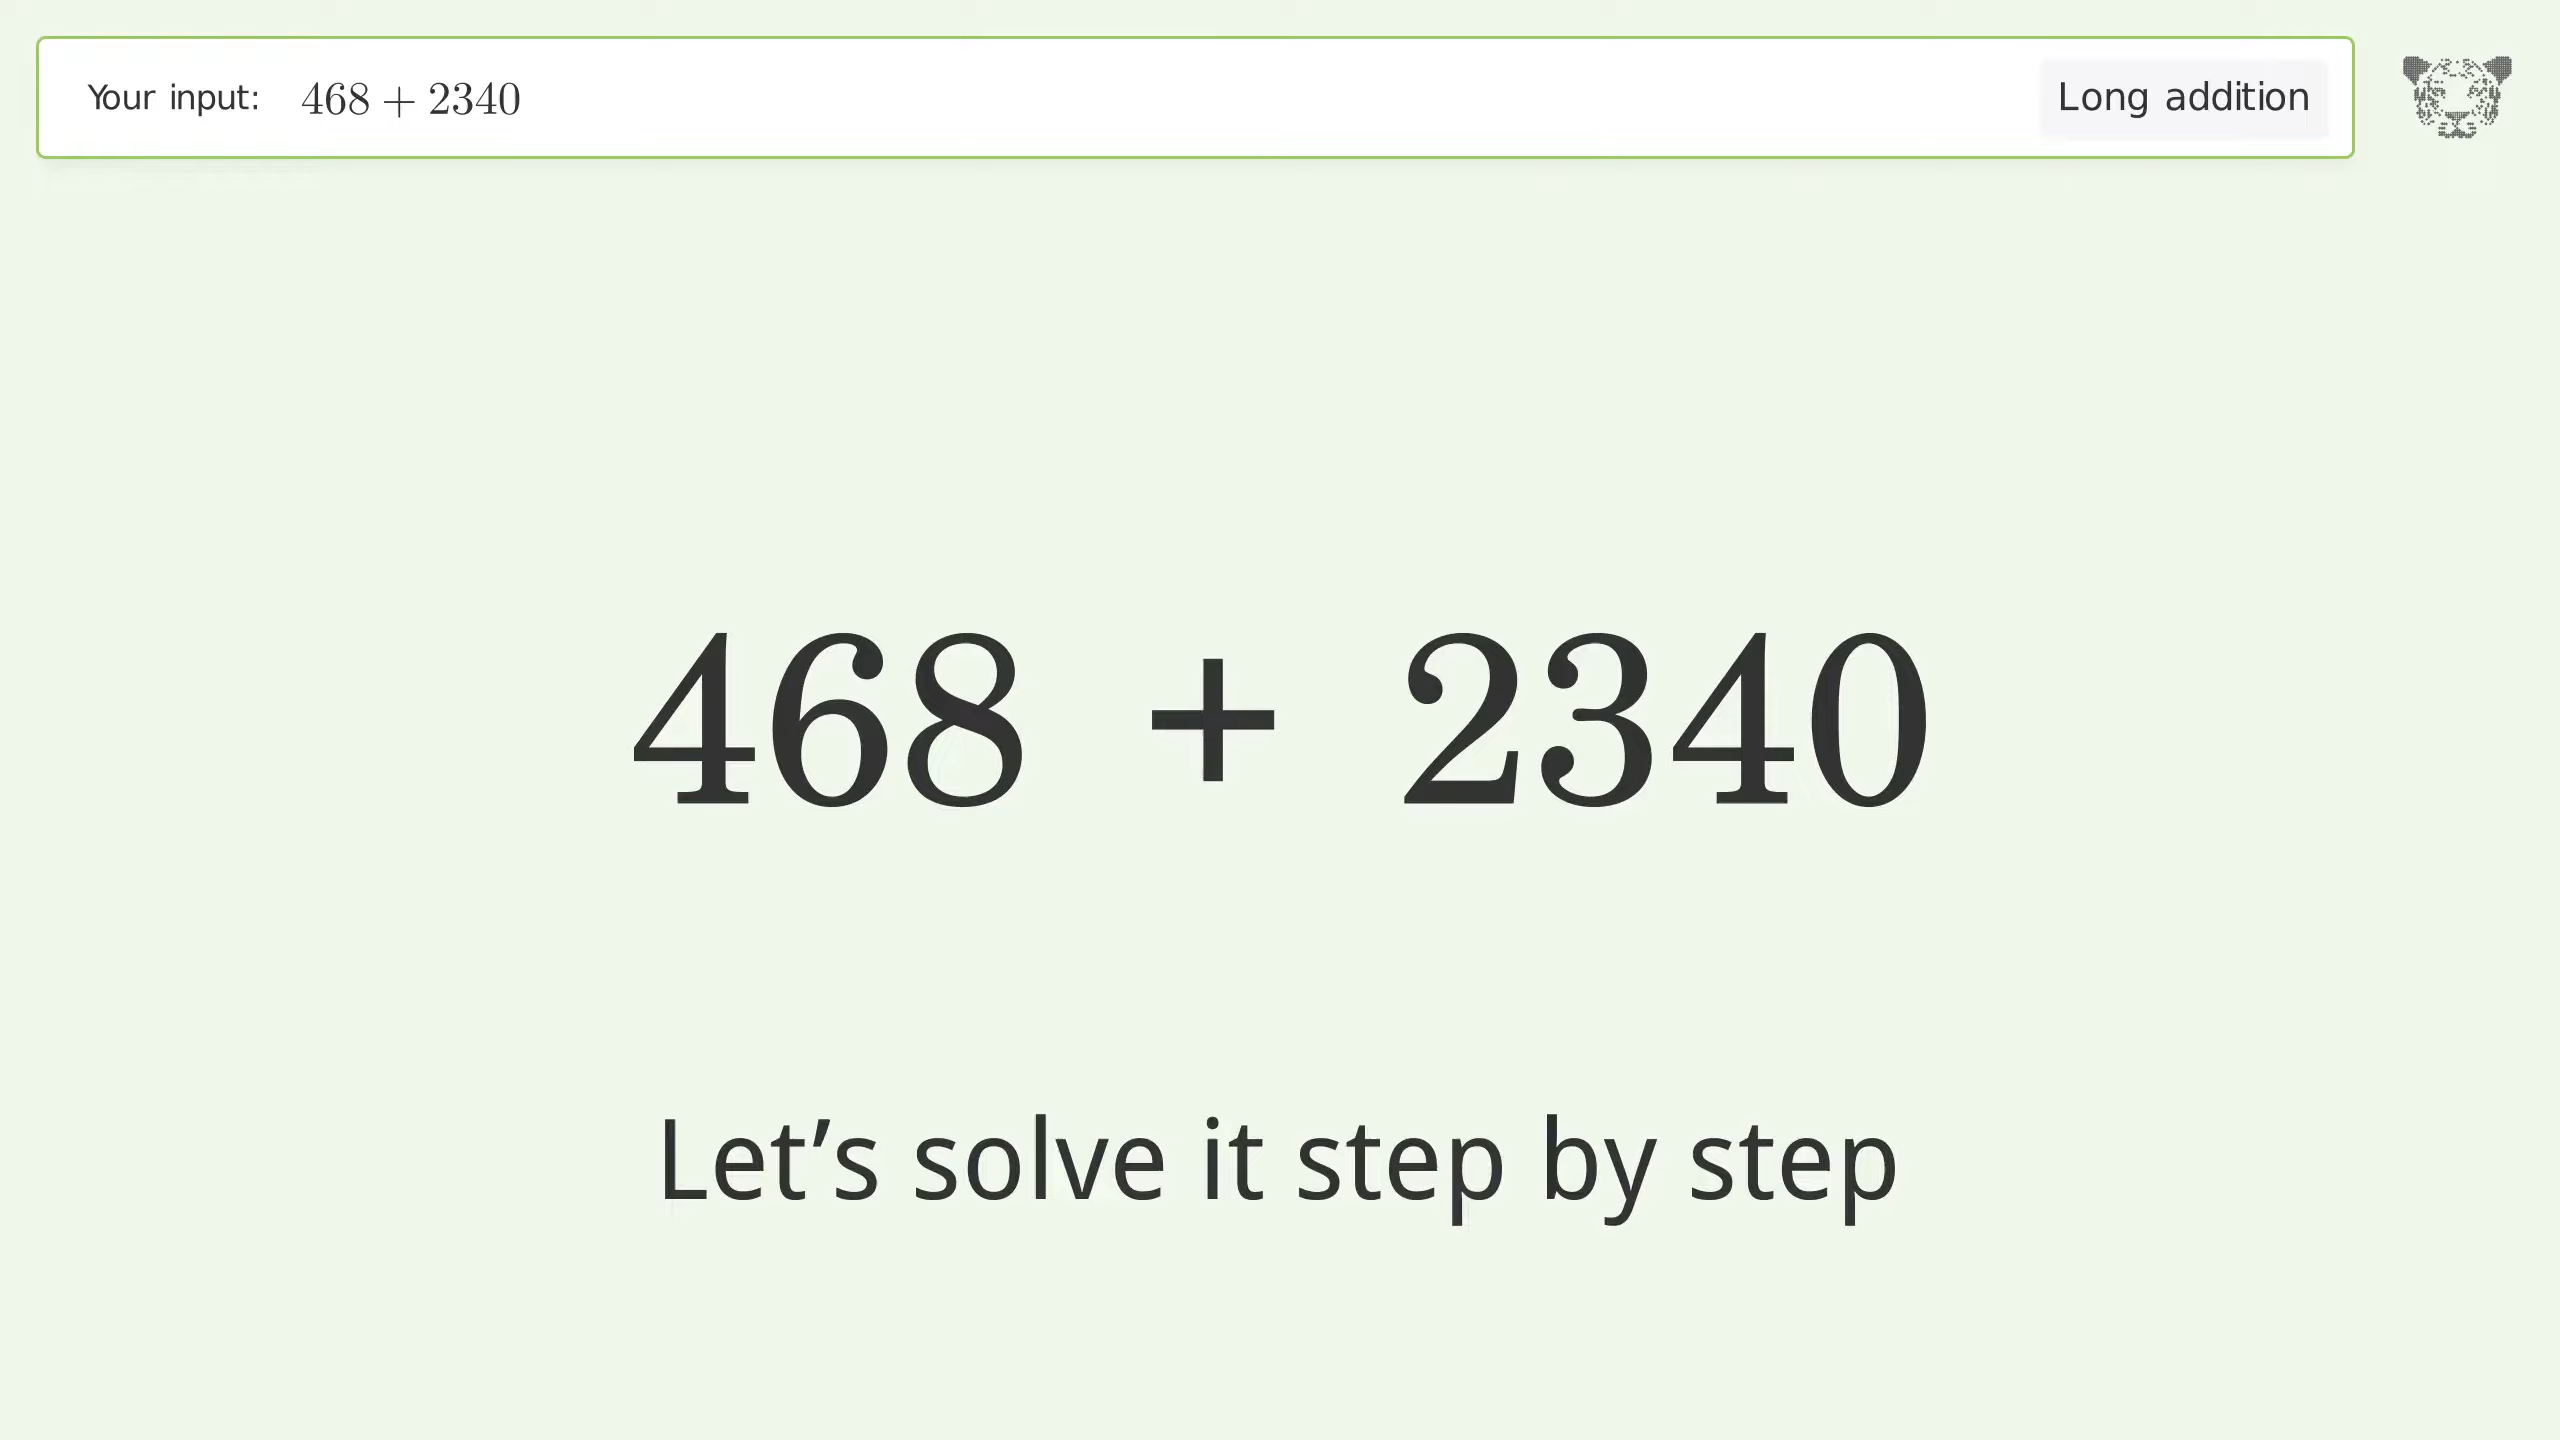 Your input: 468 + 2340 Long addition
468 + 2340
Let’s solve it step by step